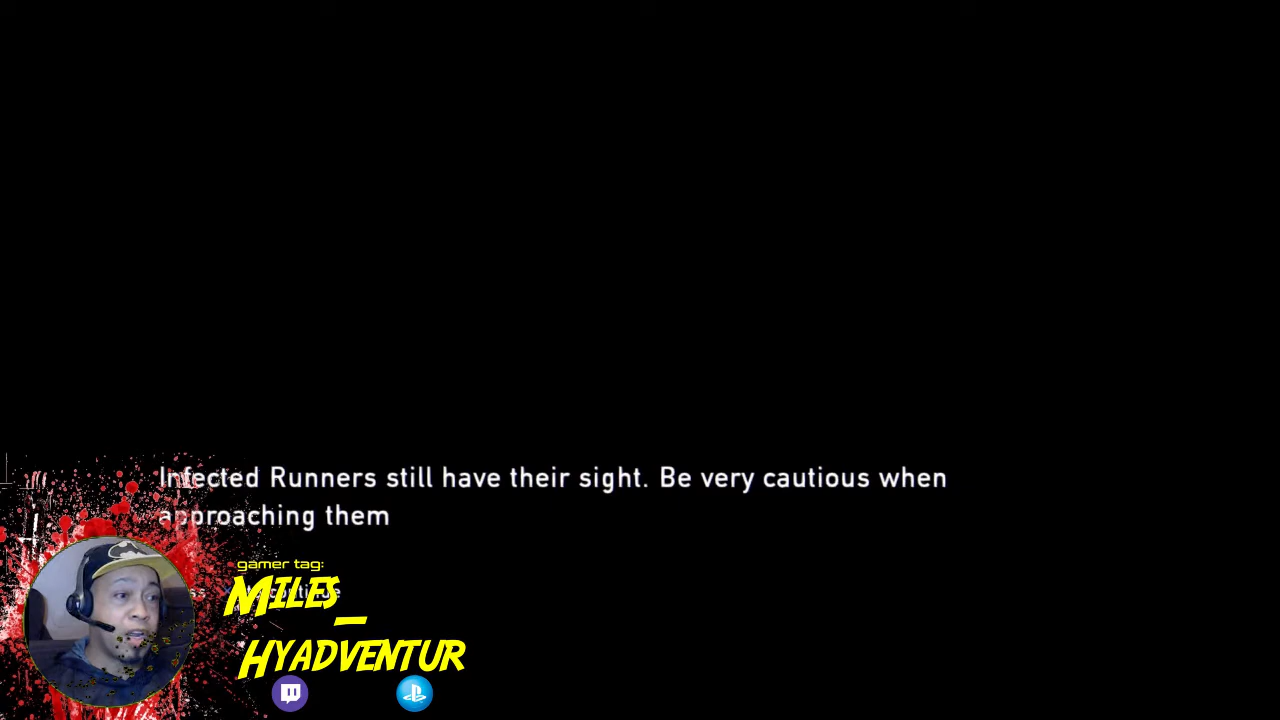 Infected Runners still have their sight. Be very cautious when
approaching them
gamer tag:
MILES_
HYADVENTUR